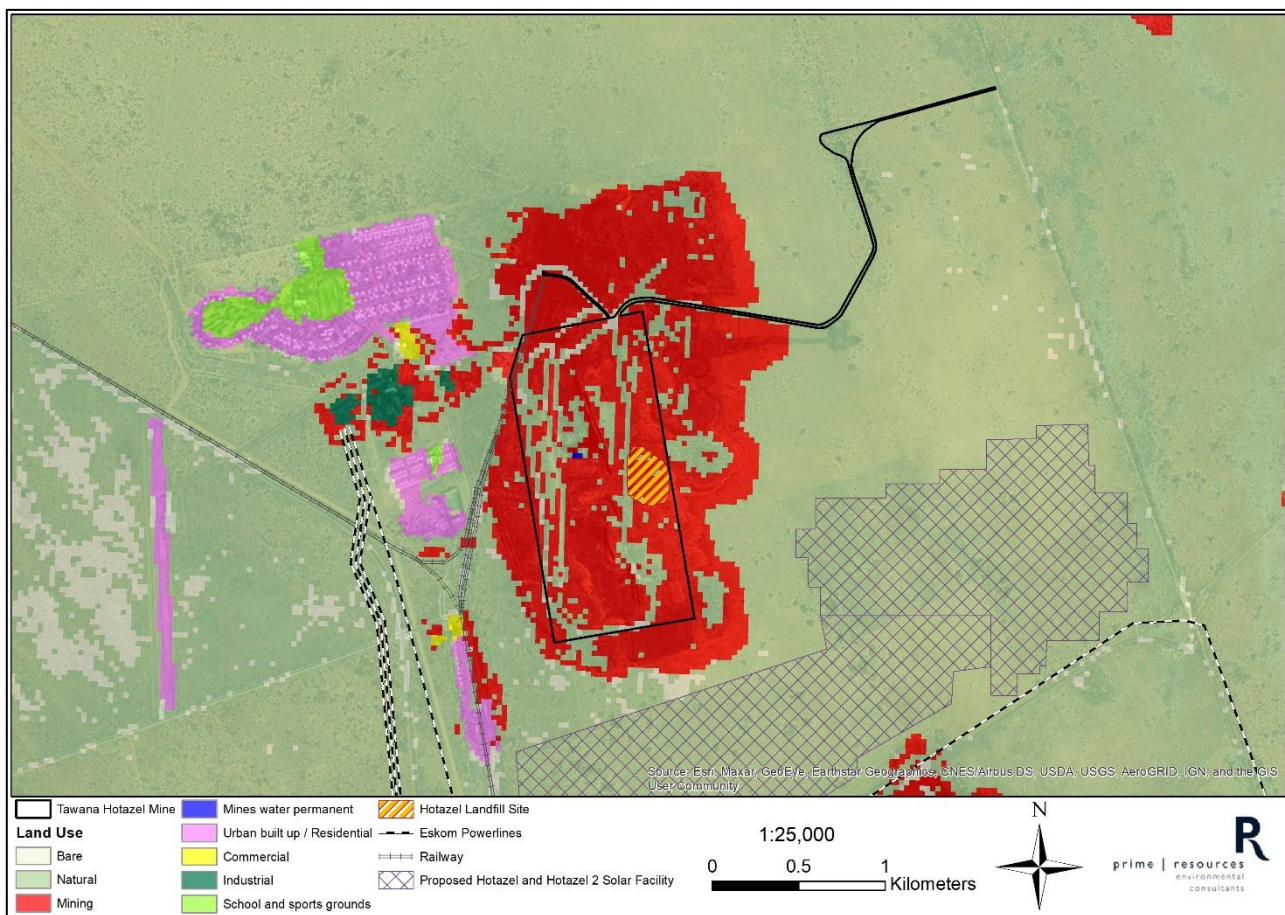 Source: Esri, Maxar, GeoEye, Earthstar Geographics, CNES/Airbus DS, USDA, USGS, AeroGRID, IGN, and the GIS
User Community
Tawana Hotazel Mine
Land Use
Bare
Natural
Mining
Mines water permanent
Urban built up / Residential
Commercial
Industrial
School and sports grounds
Hotazel Landfill Site
Eskom Powerlines
Railway
Proposed Hotazel and Hotazel 2 Solar Facility
1:25,000
0 0.5 1
Kilometers
N
R
prime | resources
environmental
consultants